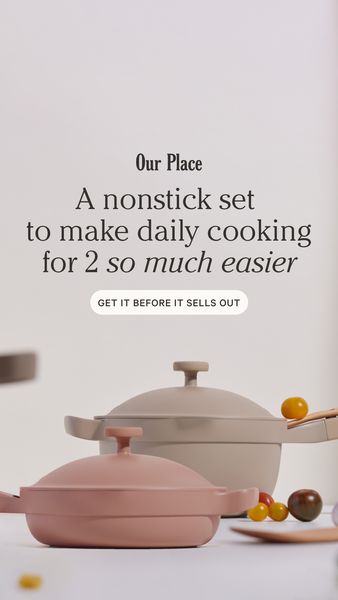 Our Place
A nonstick set
to make daily cooking
for 2 so much easier
GET IT BEFORE IT SELLS OUT